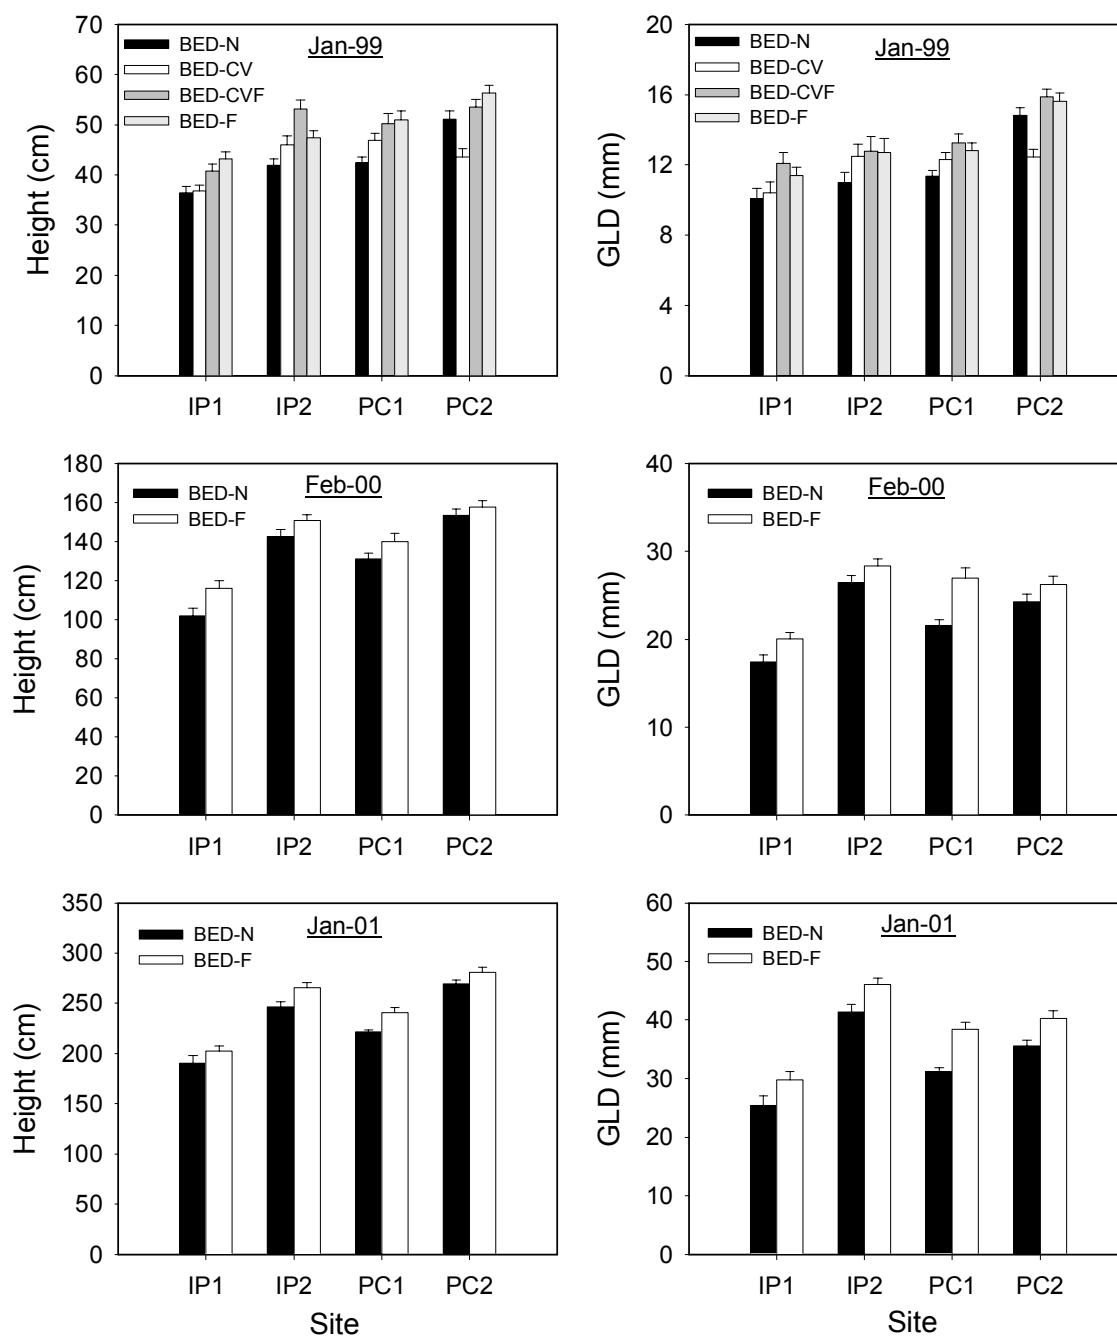 70
60
50
40
30
20
10
0
Height (cm)
BED-N
BED-CV
BED-CVF
BED-F
Jan-99
IP1 IP2 PC1 PC2
20
16
12
8
4
0
GLD (mm)
BED-N
BED-CV
BED-CVF
BED-F
Jan-99
IP1 IP2 PC1 PC2
180
160
140
120
100
80
60
40
20
0
Height (cm)
BED-N
BED-F
Feb-00
IP1 IP2 PC1 PC2
40
30
20
10
0
GLD (mm)
BED-N
BED-F
Feb-00
IP1 IP2 PC1 PC2
350
300
250
200
150
100
50
0
Height (cm)
BED-N
BED-F
Jan-01
IP1 IP2 PC1 PC2
Site
60
50
40
30
20
10
0
GLD (mm)
BED-N
BED-F
Jan-01
IP1 IP2 PC1 PC2
Site